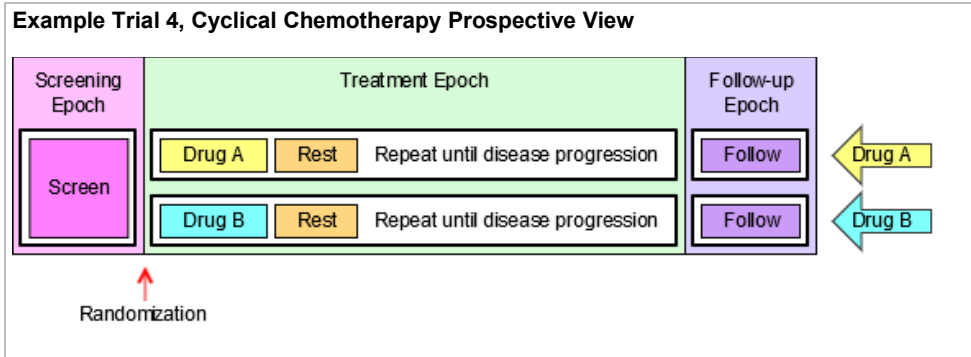 Example Trial 4, Cyclical Chemotherapy Prospective View
Screening
Epoch
Treatment Epoch
Follow-up
Epoch
Screen
Drug A
Rest
Repeat until disease progression
Follow
Drug A
Drug B
Rest
Repeat until disease progression
Follow
Drug B
Randomization